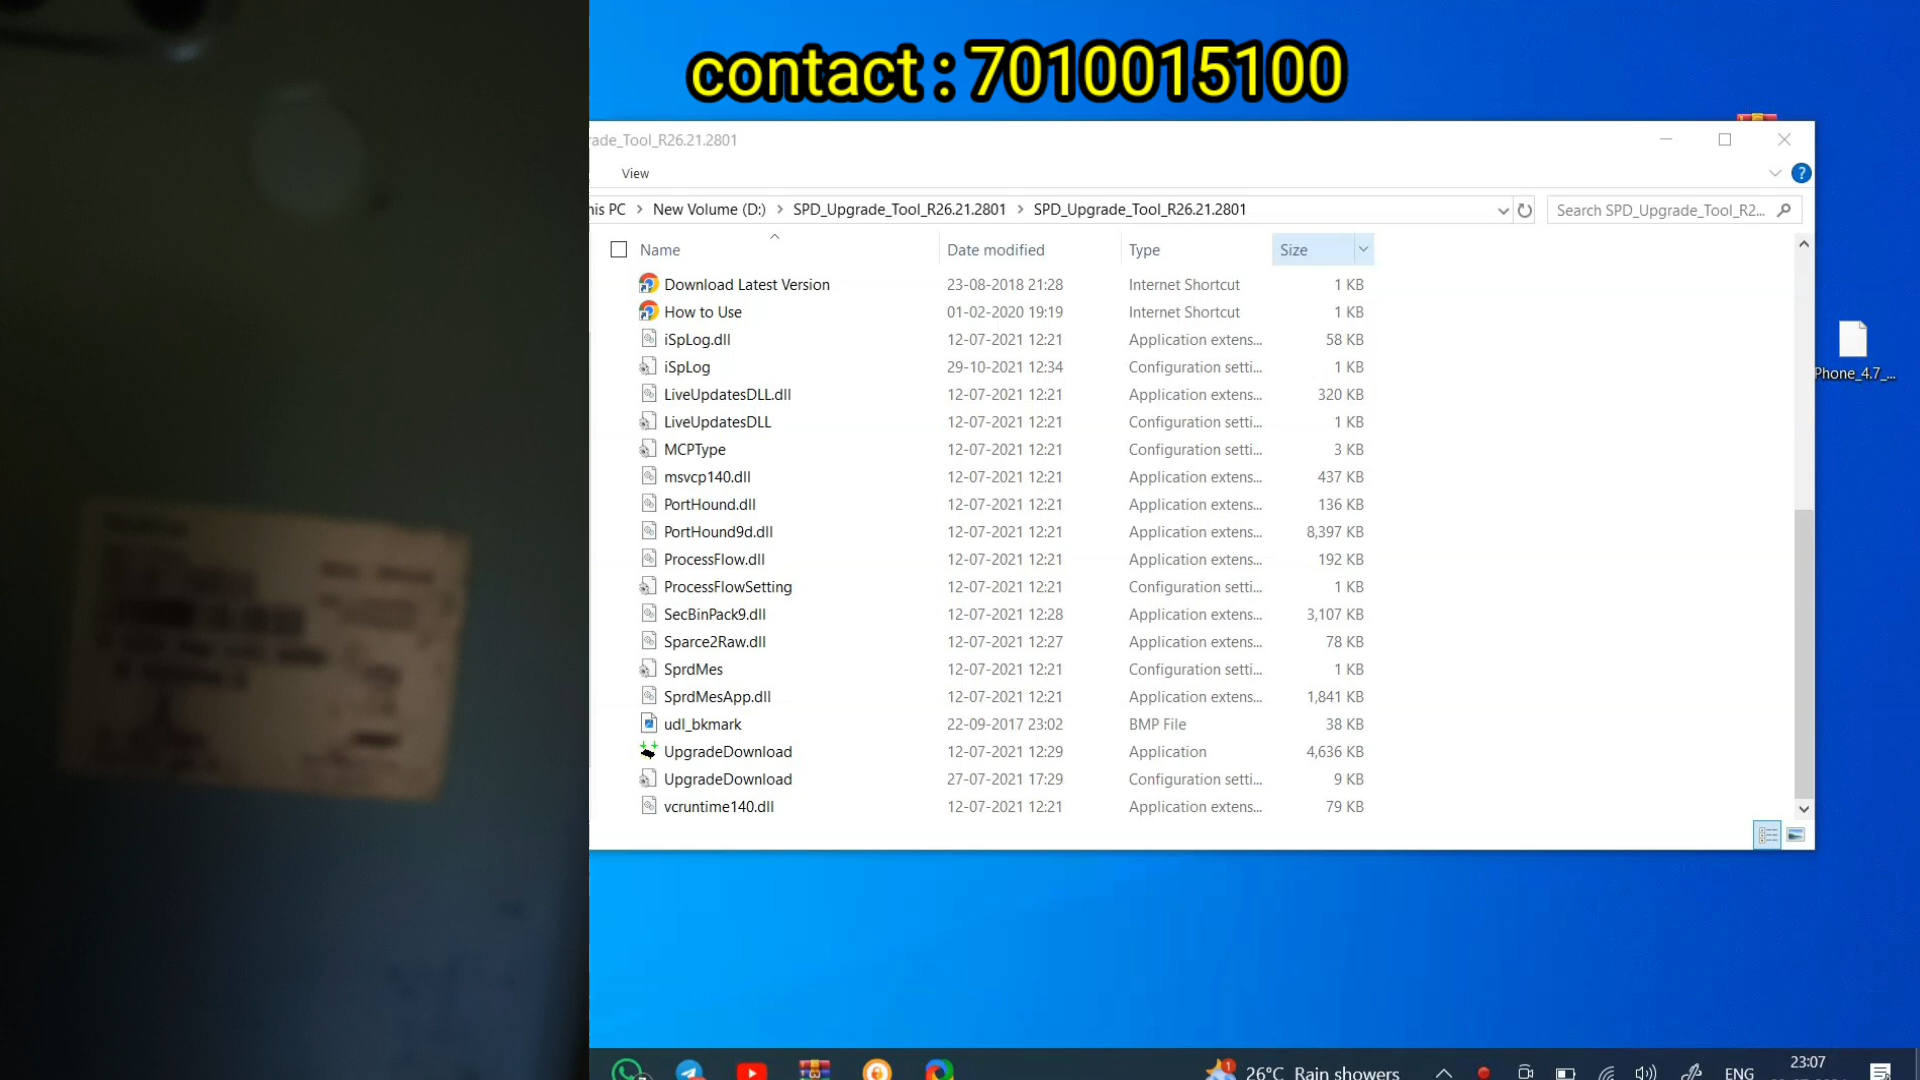 contact : 7010015100
rade_Tool_R26.21.2801
View
his PC > New Volume (D:) > SPD_Upgrade_Tool_R26.21.2801 > SPD_Upgrade_Tool_R26.21.2801
Search SPD_Upgrade_Tool_R2...
Name Date modified Type Size
Download Latest Version 23-08-2018 21:28 Internet Shortcut 1 KB
How to Use 01-02-2020 19:19 Internet Shortcut 1 KB
iSpLog.dll 12-07-2021 12:21 Application extens... 58 KB
iSpLog 29-10-2021 12:34 Configuration setti... 1 KB
LiveUpdatesDLL.dll 12-07-2021 12:21 Application extens... 320 KB
LiveUpdatesDLL 12-07-2021 12:21 Configuration setti... 1 KB
MCPType 12-07-2021 12:21 Configuration setti... 3 KB
msvcp140.dll 12-07-2021 12:21 Application extens... 437 KB
PortHound.dll 12-07-2021 12:21 Application extens... 136 KB
PortHound9d.dll 12-07-2021 12:21 Application extens... 8,397 KB
ProcessFlow.dll 12-07-2021 12:21 Application extens... 192 KB
ProcessFlowSetting 12-07-2021 12:21 Configuration setti... 1 KB
SecBinPack9.dll 12-07-2021 12:28 Application extens... 3,107 KB
Sparce2Raw.dll 12-07-2021 12:27 Application extens... 78 KB
SprdMes 12-07-2021 12:21 Configuration setti... 1 KB
SprdMesApp.dll 12-07-2021 12:21 Application extens... 1,841 KB
udl_bkmark 22-09-2017 23:02 BMP File 38 KB
UpgradeDownload 12-07-2021 12:29 Application 4,636 KB
UpgradeDownload 27-07-2021 17:29 Configuration setti... 9 KB
vcruntime140.dll 12-07-2021 12:21 Application extens... 79 KB
Phone_4.7_...
26°C Rain showers ENG 23:07